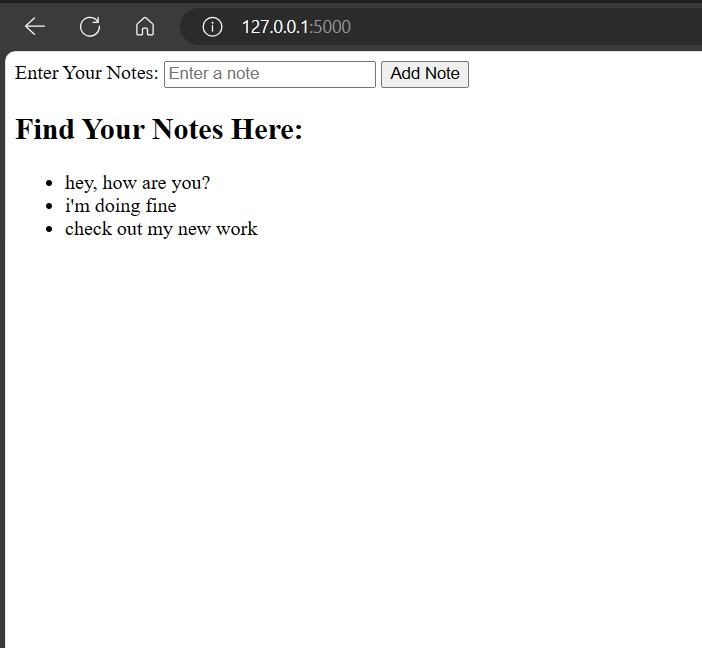 127.0.0.1:5000
Enter Your Notes: Enter a note Add Note
Find Your Notes Here:
• hey, how are you?
• i'm doing fine
• check out my new work